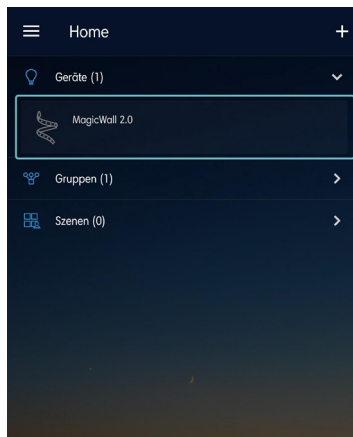 Home
Geräte (1)
MagicWall 2.0
Gruppen (1)
Szenen (0)